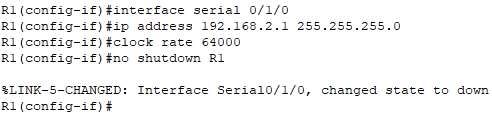 R1(config-if)#interface serial 0/1/0
R1(config-if)#ip address 192.168.2.1 255.255.255.0
R1(config-if)#clock rate 64000
R1(config-if)#no shutdown R1
%LINK-5-CHANGED: Interface Serial0/1/0, changed state to down
R1(config-if)#